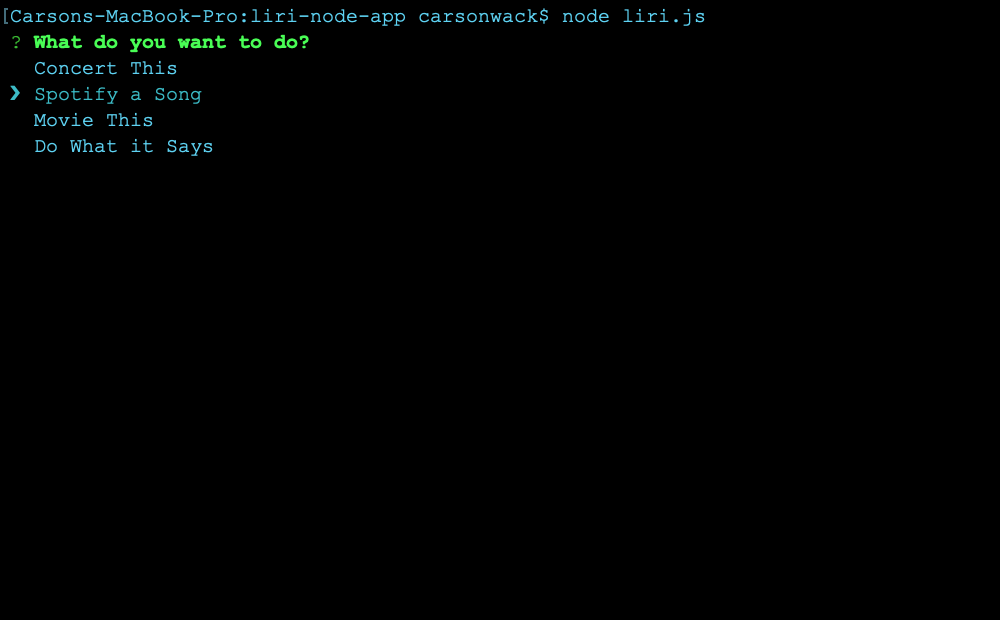 [Carsons-MacBook-Pro:liri-node-app carsonwack$ node liri.js
? What do you want to do?
Concert This
❯ Spotify a Song
Movie This
Do What it Says